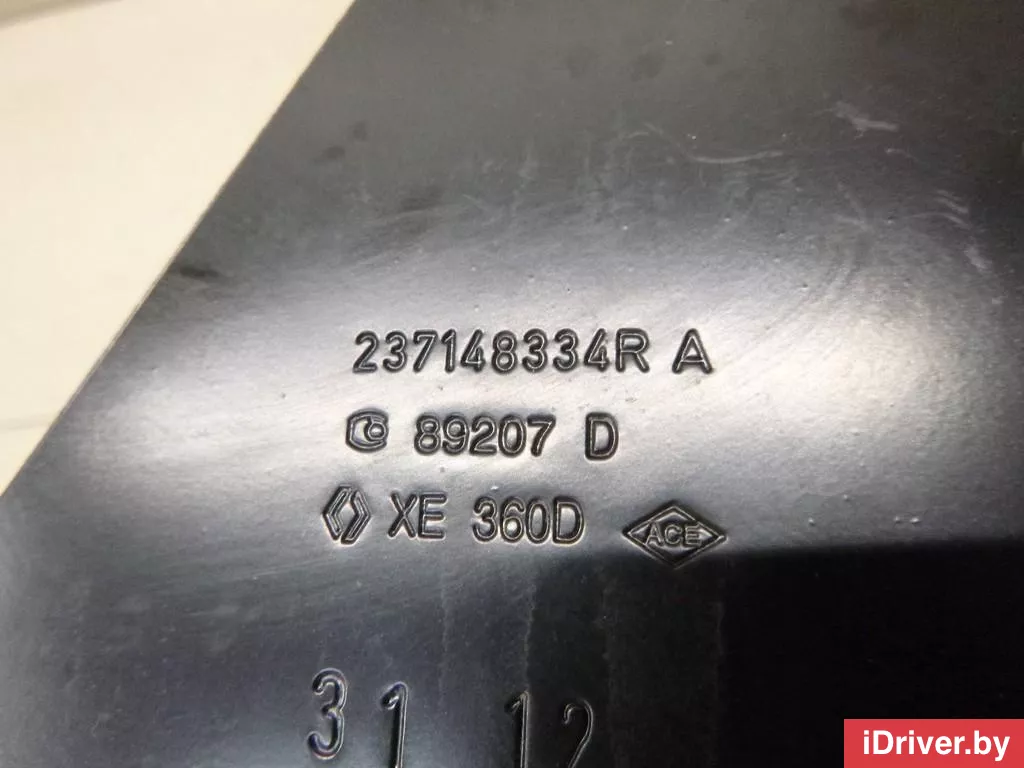 237148334R A
89207 D
XE 360D ACE
31 12
iDriver.by